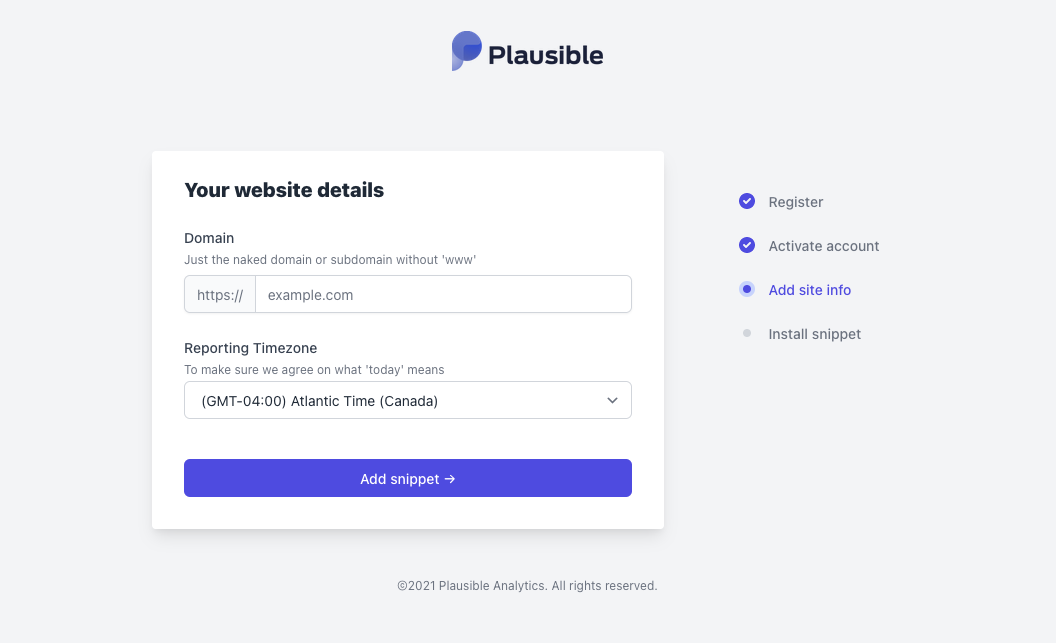 Plausible
Your website details
Domain
Just the naked domain or subdomain without 'www'
https:// example.com
Reporting Timezone
To make sure we agree on what 'today' means
(GMT-04:00) Atlantic Time (Canada)
Add snippet →
Register
Activate account
Add site info
Install snippet
©2021 Plausible Analytics. All rights reserved.